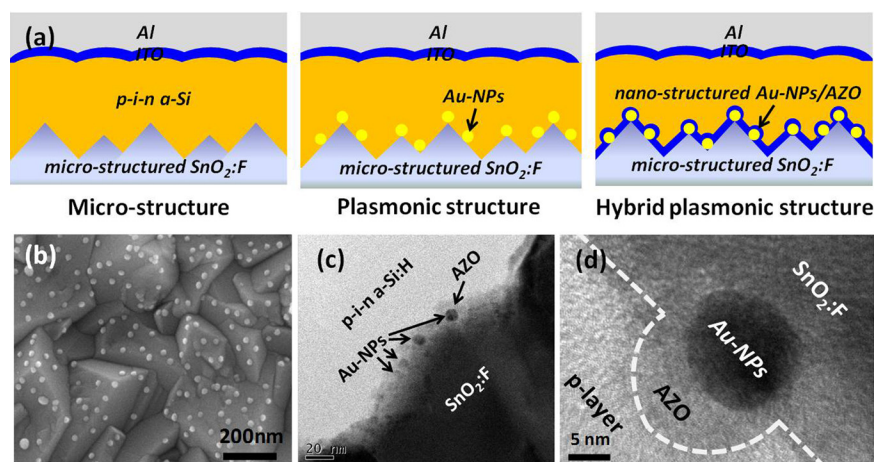 (a)
Al
ITO
p-i-n a-Si
micro-structured SnO2:F
Micro-structure
Al
ITO
Au-NPs
micro-structured SnO2:F
Plasmonic structure
Al
ITO
nano-structured Au-NPs/AZO
micro-structured SnO2:F
Hybrid plasmonic structure
(b)
200nm
(c)
p-i-n a-Si:H
AZO
Au-NPs
SnO2:F
20 nm
(d)
SnO2:F
Au-NPs
AZO
p-layer
5 nm